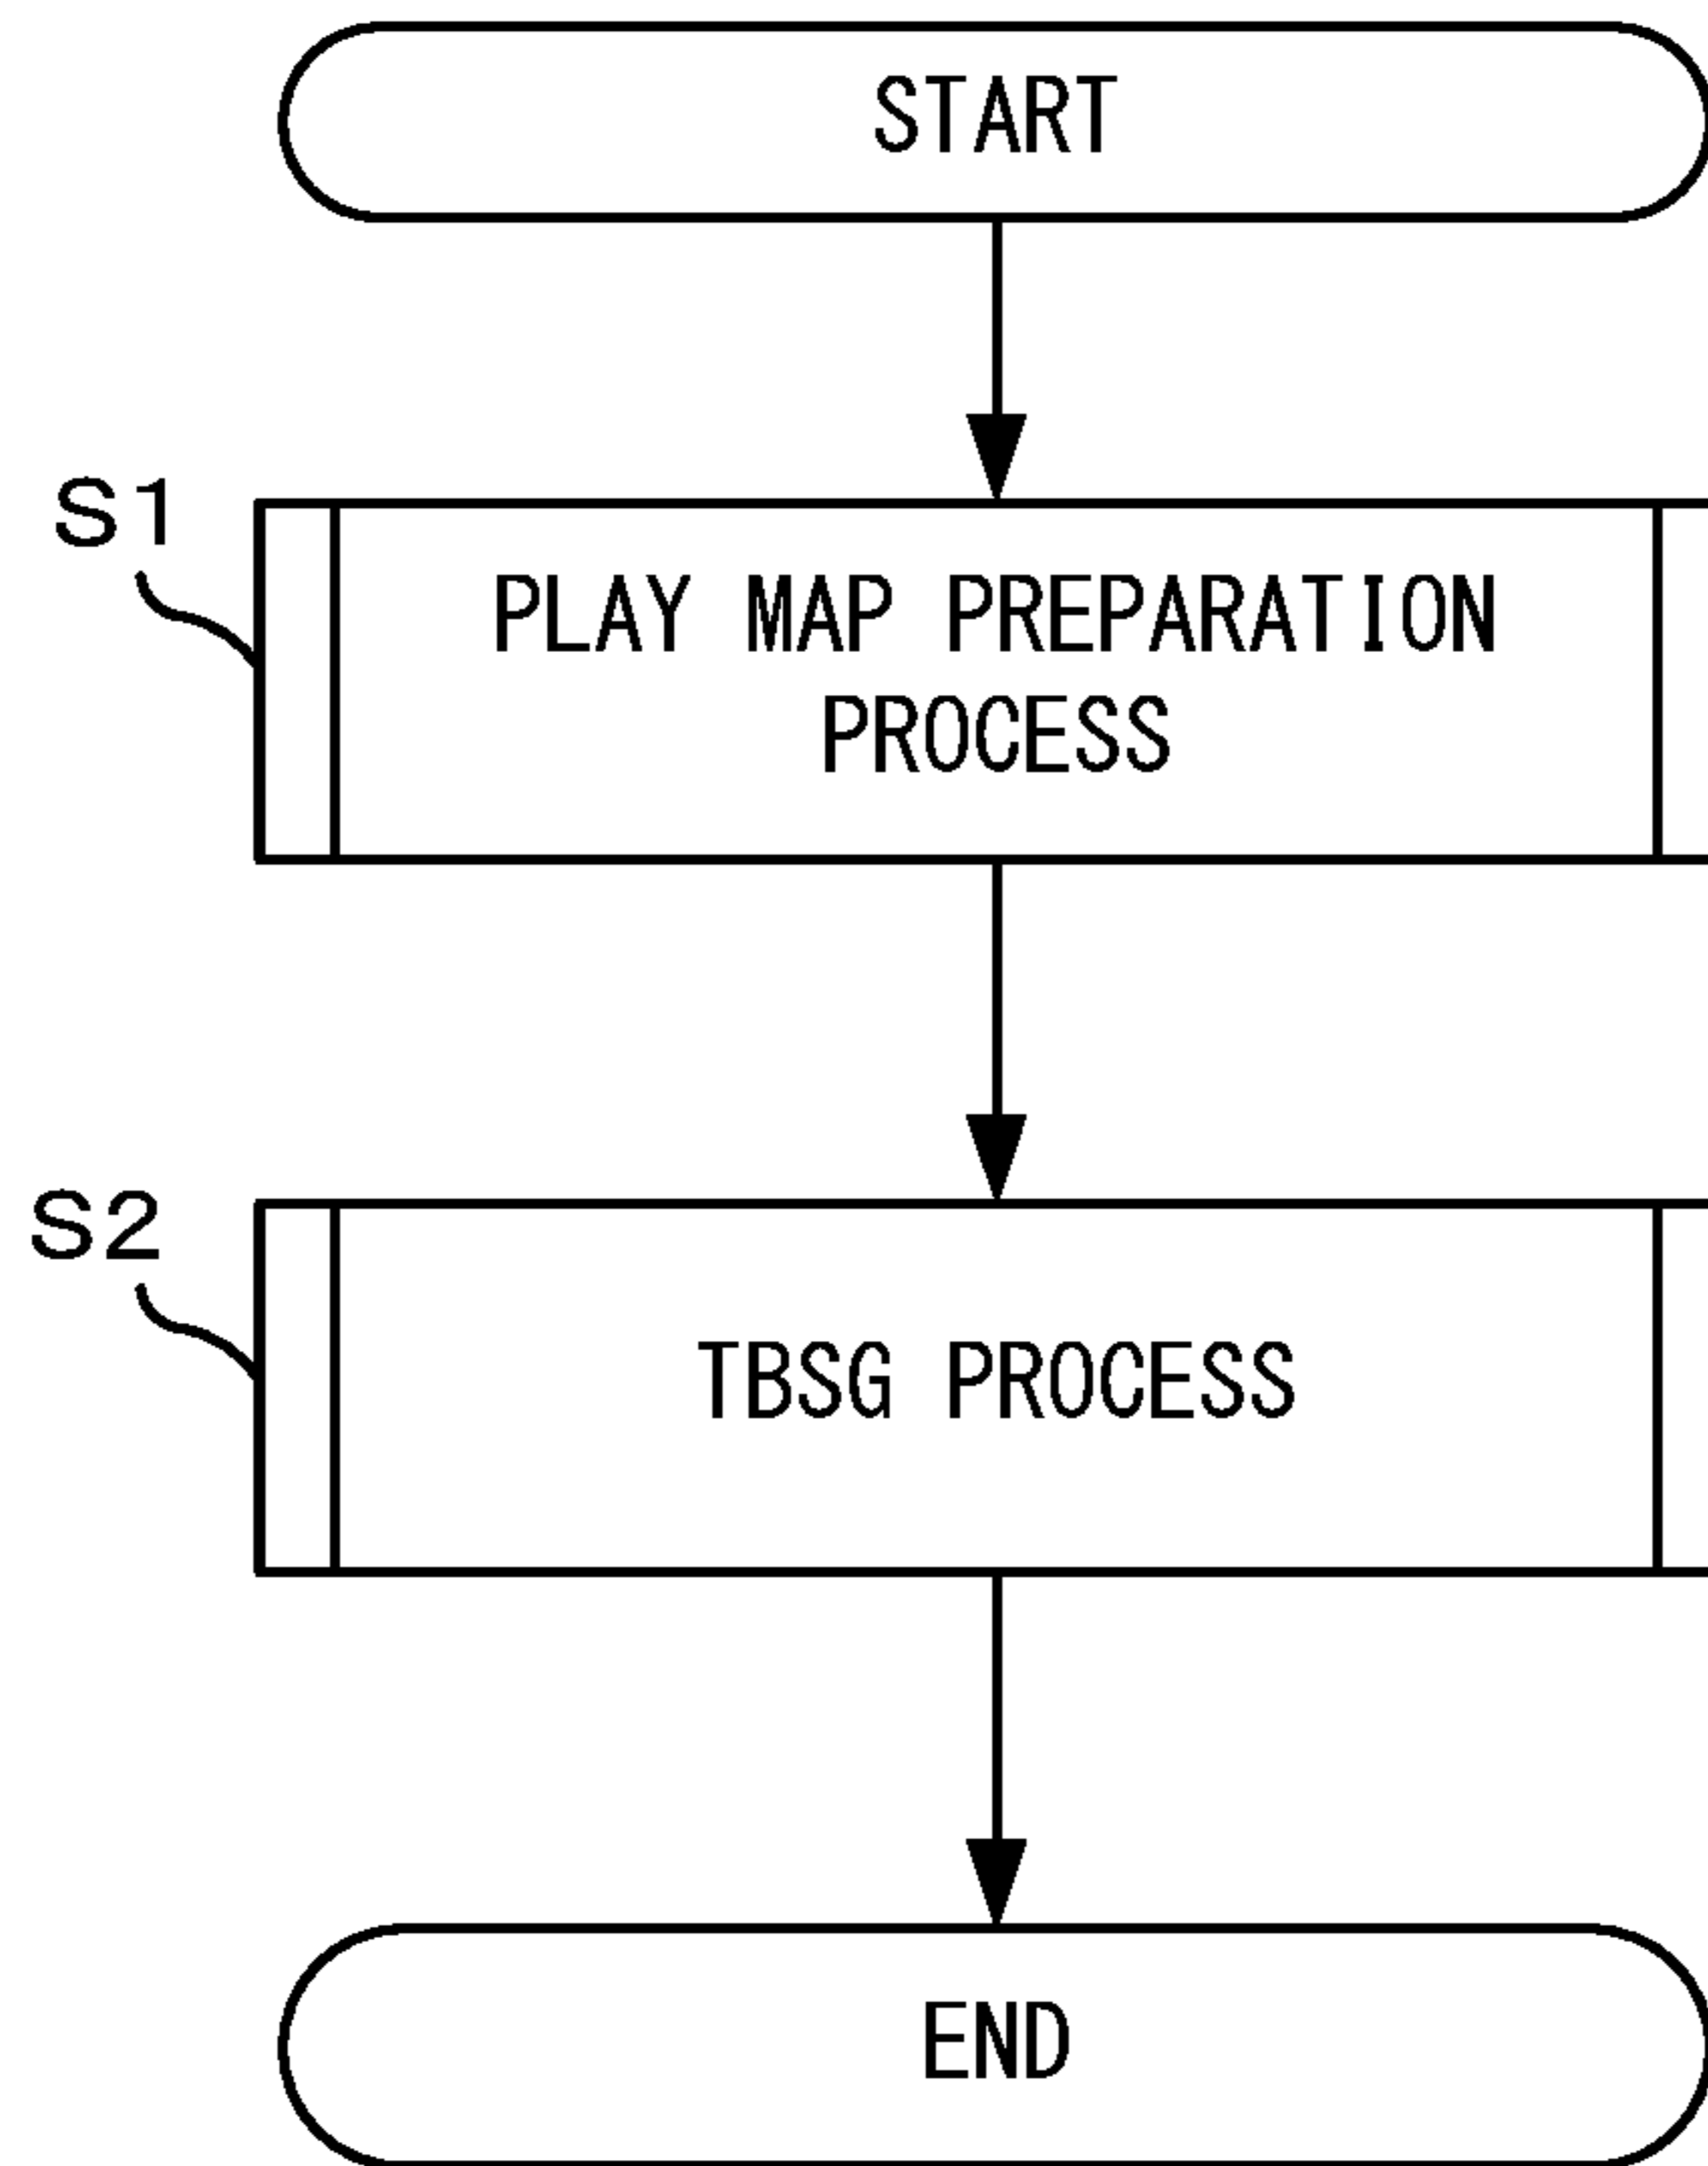 START
S1
PLAY MAP PREPARATION
PROCESS
S2
TBSG PROCESS
END